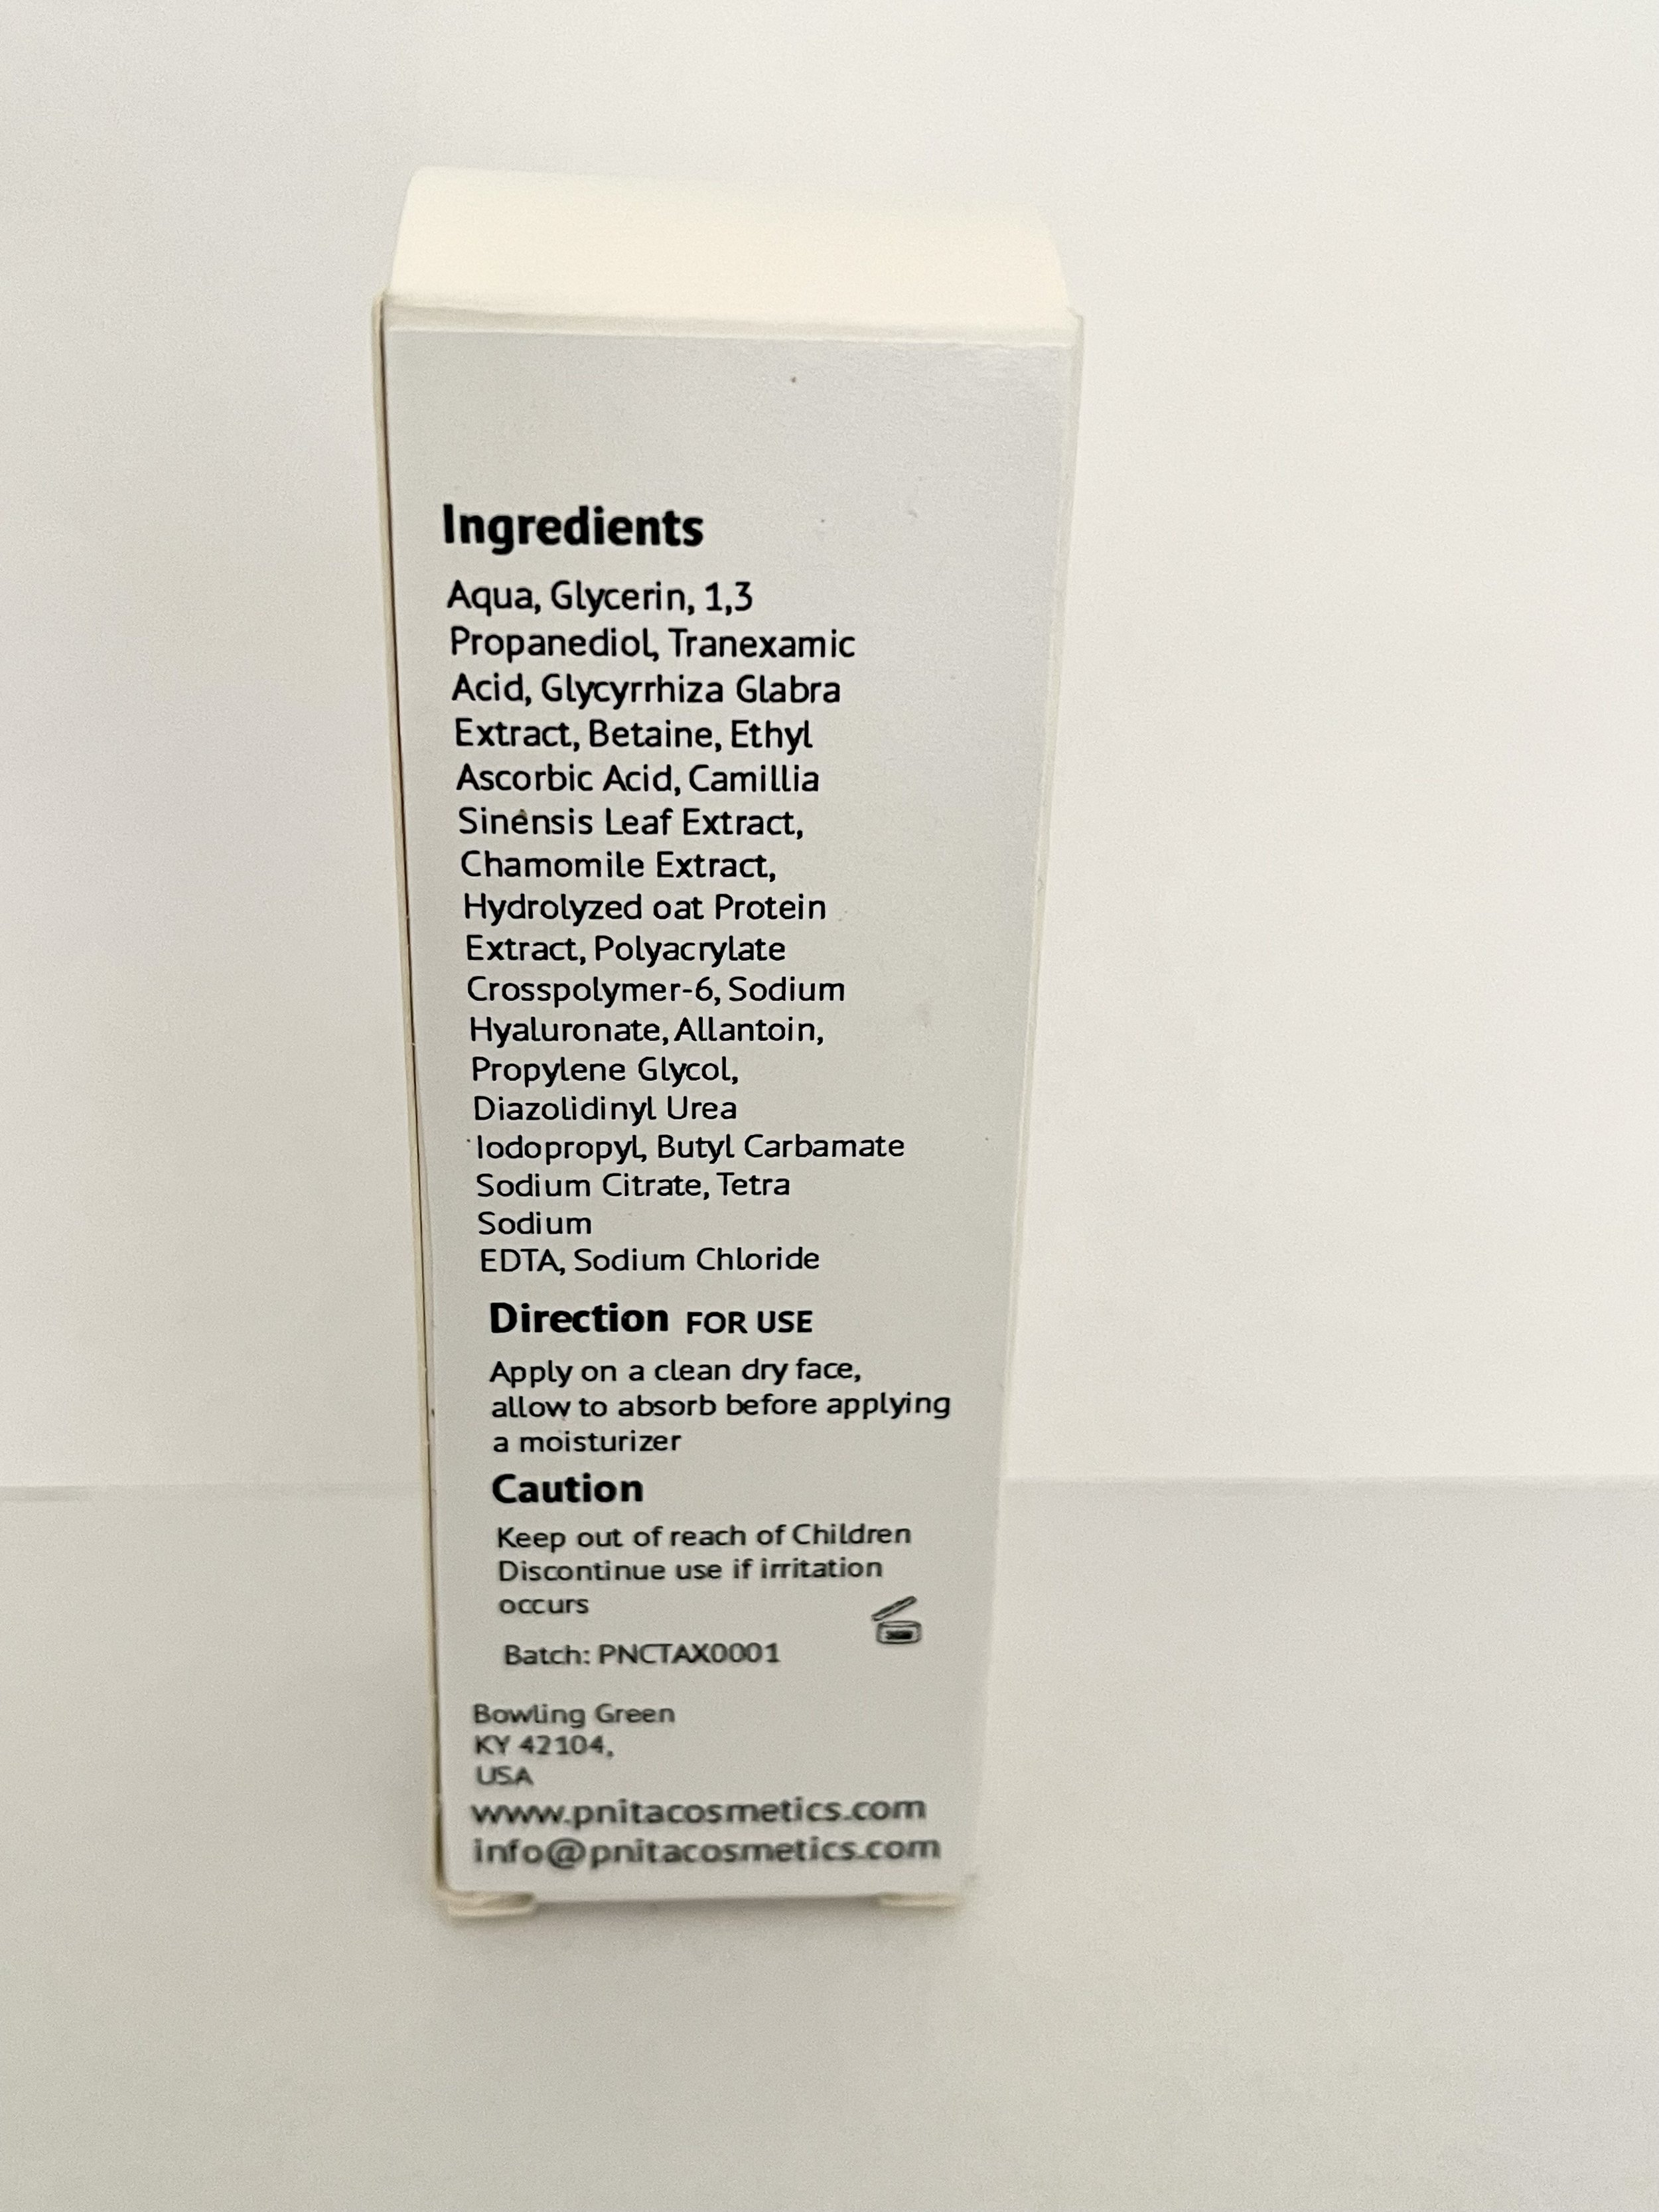 Ingredients
Aqua, Glycerin, 1,3
Propanediol, Tranexamic
Acid, Glycyrrhiza Glabra
Extract, Betaine, Ethyl
Ascorbic Acid, Camillia
Sinensis Leaf Extract,
Chamomile Extract,
Hydrolyzed oat Protein
Extract, Polyacrylate
Crosspolymer-6, Sodium
Hyaluronate, Allantoin,
Propylene Glycol,
Diazolidinyl Urea
Iodopropyl, Butyl Carbamate
Sodium Citrate, Tetra
Sodium
EDTA, Sodium Chloride
Direction FOR USE
Apply on a clean dry face,
allow to absorb before applying
a moisturizer
Caution
Keep out of reach of Children
Discontinue use if irritation
occurs
Batch: PNCTAX0001
Bowling Green
KY 42104,
USA
www.pnitacosmetics.com
info@pnitacosmetics.com